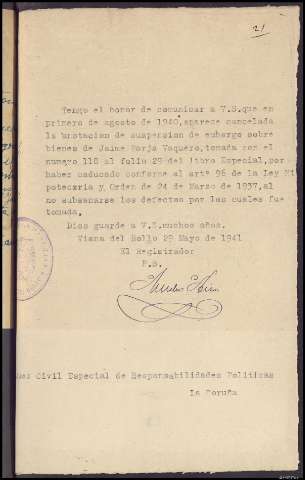 21
Tengo el honor de comunicar a V.S.que en
primero de agosto de 1940,aparece cancelada
la anotacion de suspension de embargo sobre
bienes de Jaime Borja Vaquero,tomada con el
numero 118 al folio 29 del libro Especial,por
haber caducado conforme al artº 96 de la Ley Hi
potecaria y Orden de 24 de Marzo de 1937,al
no subsanarse los defectos por los cuales fue
tomada,
Dios guarde a V.S.muchos años.
Viana del Bollo 29 Mayo de 1941
El Registrador
P.S.
Civil Especial de Responsabilidades Politicas
La Coruña